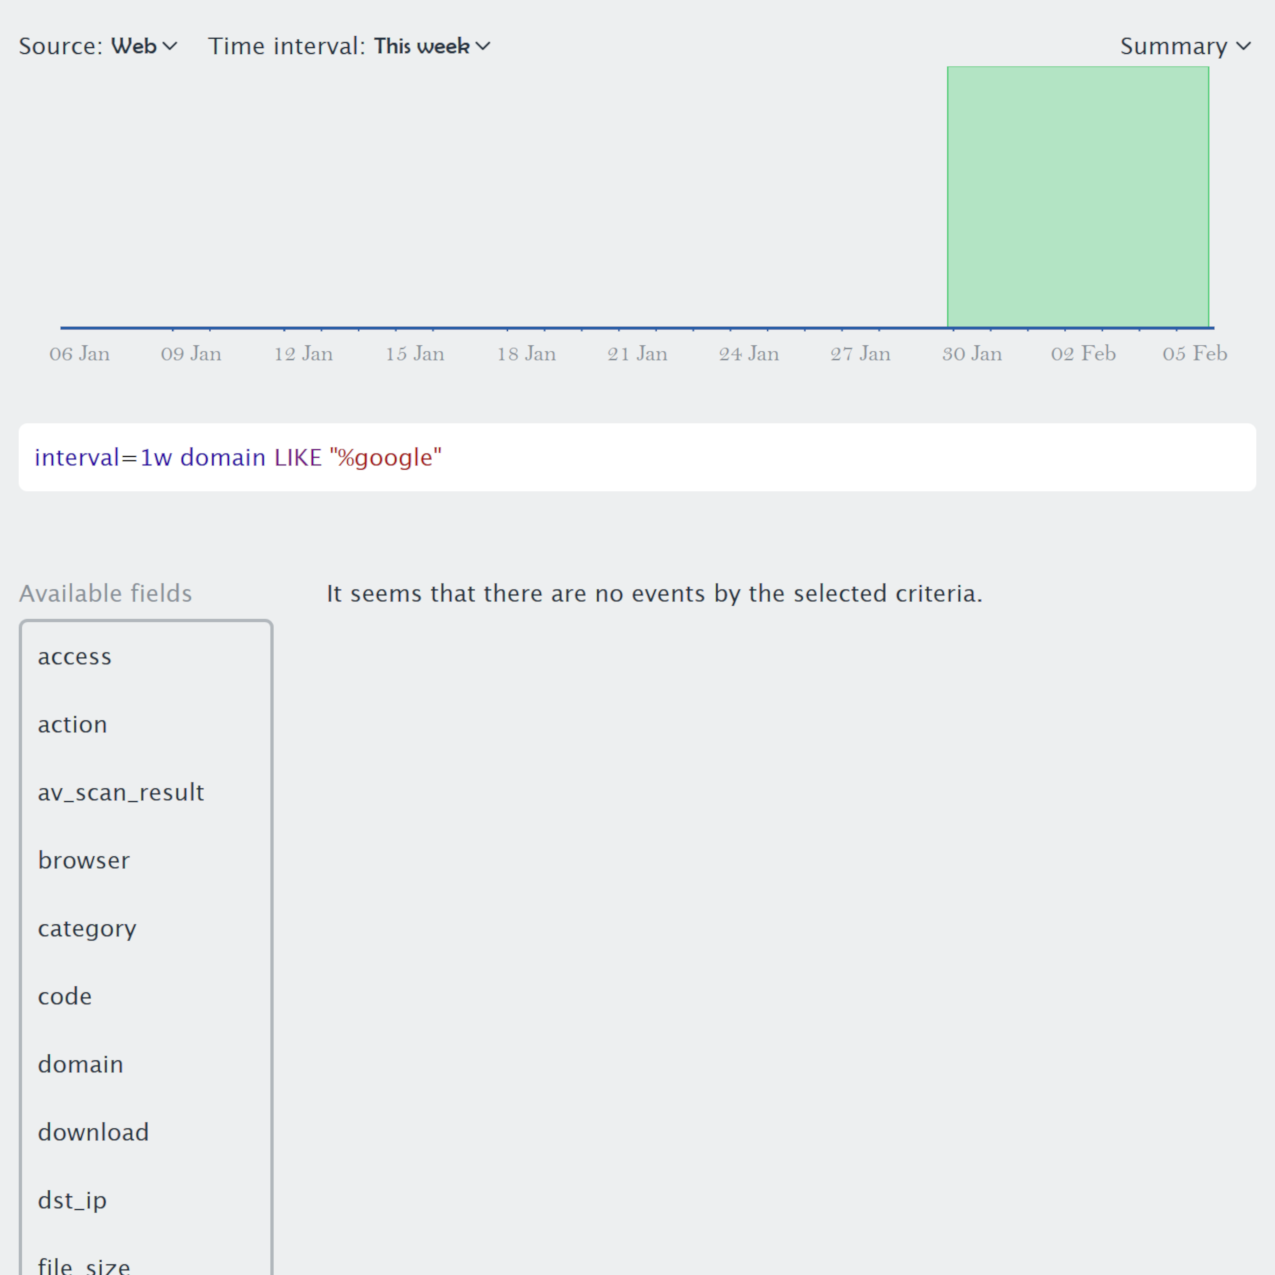 Source: Web Time interval: This week Summary
06 Jan 09 Jan 12 Jan 15 Jan 18 Jan 21 Jan 24 Jan 27 Jan 30 Jan 02 Feb 05 Feb
interval=1w domain LIKE "%google"
Available fields
It seems that there are no events by the selected criteria.
access
action
av_scan_result
browser
category
code
domain
download
dst_ip
file_size